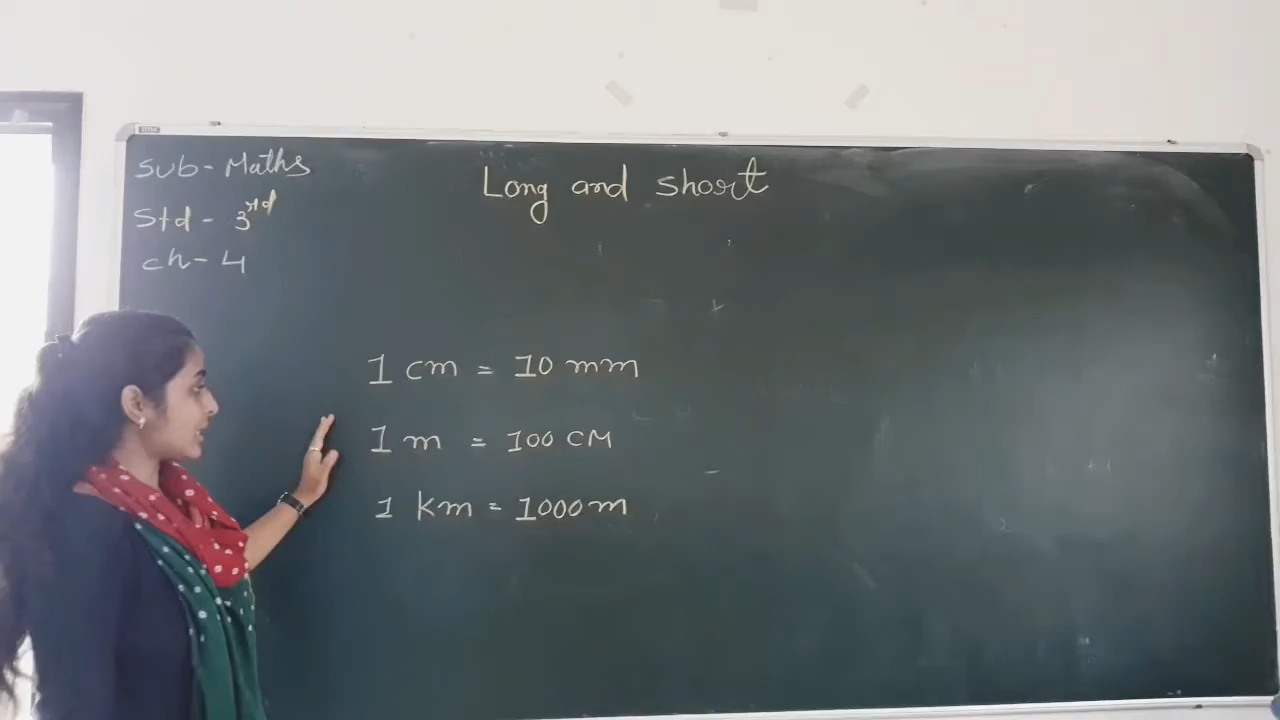 Sub - Maths
Std - 3rd
Ch - 4
Long and short
1 cm = 10 mm
1 m = 100 CM
1 km = 1000 m